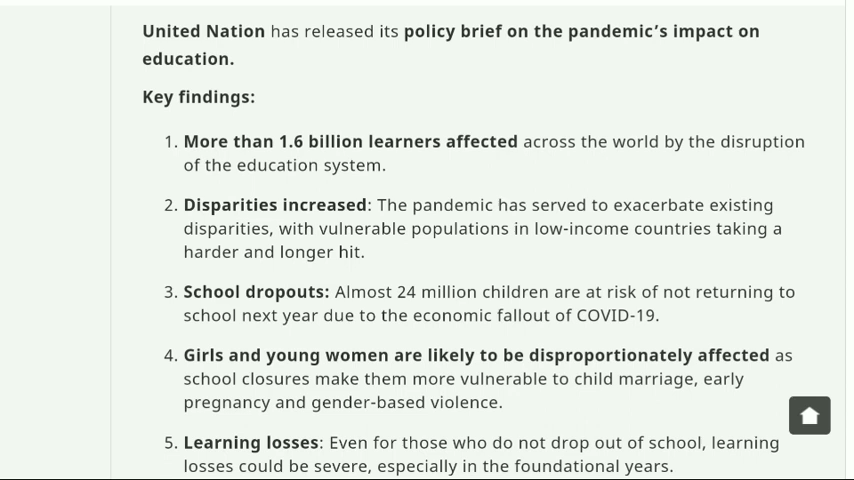 United Nation has released its policy brief on the pandemic’s impact on
education.
Key findings:
1. More than 1.6 billion learners affected across the world by the disruption
of the education system.
2. Disparities increased: The pandemic has served to exacerbate existing
disparities, with vulnerable populations in low-income countries taking a
harder and longer hit.
3. School dropouts: Almost 24 million children are at risk of not returning to
school next year due to the economic fallout of COVID-19.
4. Girls and young women are likely to be disproportionately affected as
school closures make them more vulnerable to child marriage, early
pregnancy and gender-based violence.
5. Learning losses: Even for those who do not drop out of school, learning
losses could be severe, especially in the foundational years.